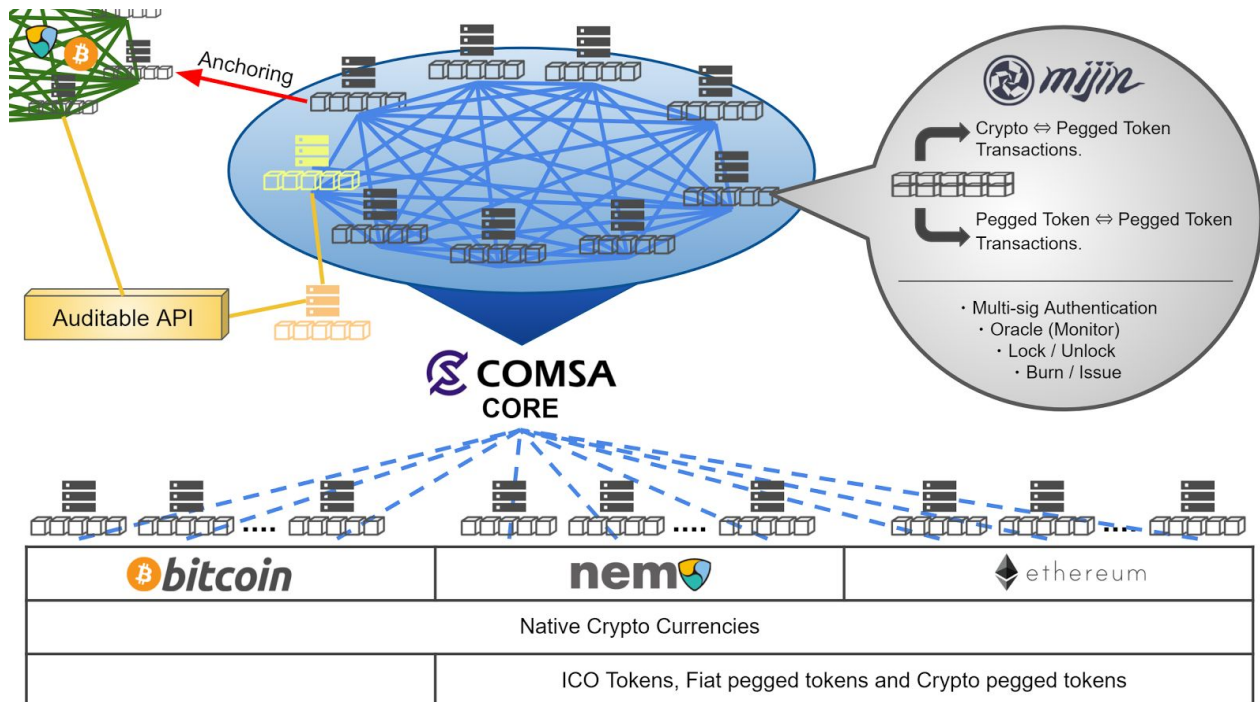 Anchoring
mijin
Crypto ⇔ Pegged Token
Transactions.
Pegged Token ⇔ Pegged Token
Transactions.
・Multi-sig Authentication
・Oracle (Monitor)
・Lock / Unlock
・Burn / Issue
Auditable API
COMSA
CORE
....
....
....
bitcoin
nem
ethereum
Native Crypto Currencies
ICO Tokens, Fiat pegged tokens and Crypto pegged tokens